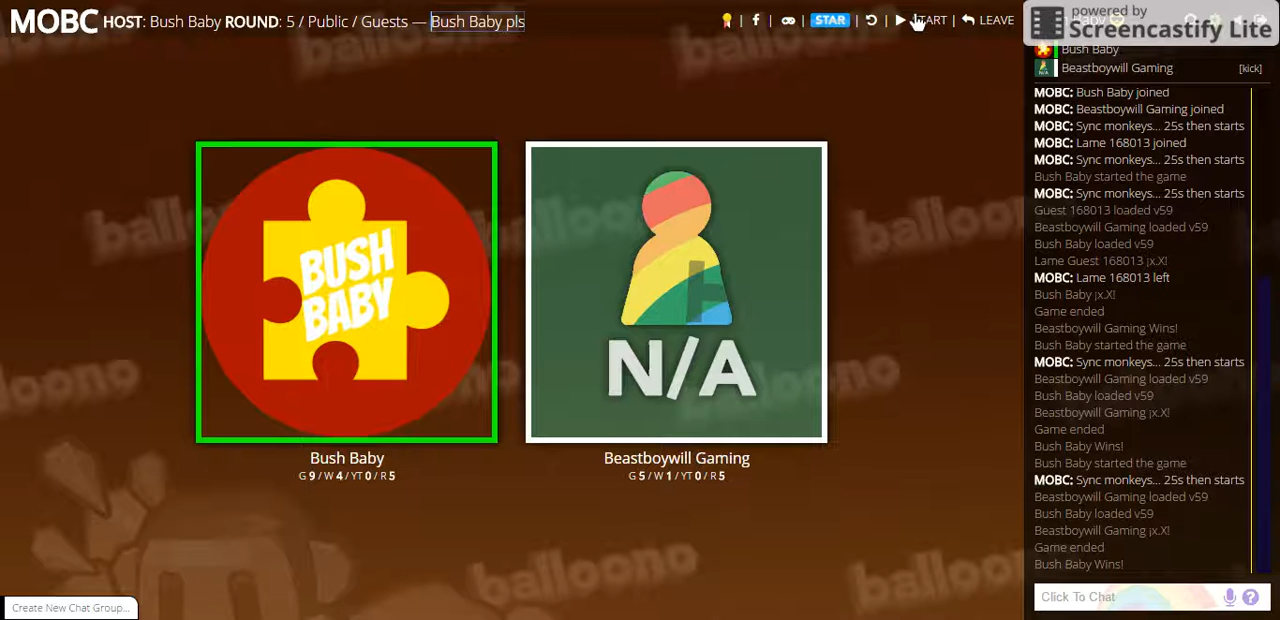 MOBC HOST: Bush Baby ROUND: 5 / Public / Guests — Bush Baby pls
STAR
LEAVE
powered by
Screencastify Lite
Bush Baby
Beastboywill Gaming [kick]
MOBC: Bush Baby joined
MOBC: Beastboywill Gaming joined
MOBC: Sync monkeys... 25s then starts
MOBC: Lame 168013 joined
MOBC: Sync monkeys... 25s then starts
Bush Baby started the game
MOBC: Sync monkeys... 25s then starts
Guest 168013 loaded v59
Beastboywill Gaming loaded v59
Bush Baby loaded v59
Lame Guest 168013 ¡x.X!
MOBC: Lame 168013 left
Bush Baby ¡x.X!
Game ended
Beastboywill Gaming Wins!
Bush Baby started the game
MOBC: Sync monkeys... 25s then starts
Beastboywill Gaming loaded v59
Bush Baby loaded v59
Beastboywill Gaming ¡x.X!
Game ended
Bush Baby Wins!
Bush Baby started the game
MOBC: Sync monkeys... 25s then starts
Beastboywill Gaming loaded v59
Bush Baby loaded v59
Beastboywill Gaming ¡x.X!
Game ended
Bush Baby Wins!
Click To Chat
BUSH
BABY
N/A
Bush Baby
G 9 / W 4 / YT 0 / R 5
Beastboywill Gaming
G 5 / W 1 / YT 0 / R 5
balloono
balloono
Create New Chat Group...